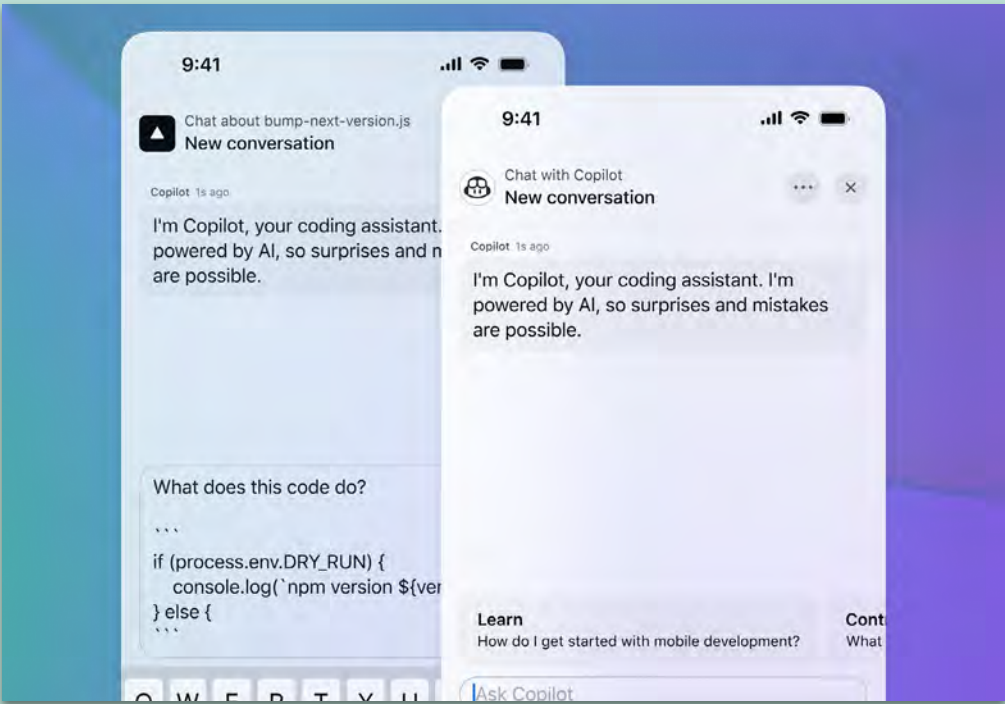 9:41
Chat about bump-next-version.js
New conversation
Copilot 1s ago
I'm Copilot, your coding assistant.
powered by AI, so surprises and m
are possible.
What does this code do?
```
if (process.env.DRY_RUN) {
console.log(`npm version ${ver
} else {
```
Q W E R T Y U
9:41
Chat with Copilot
New conversation
Copilot 1s ago
I'm Copilot, your coding assistant. I'm
powered by AI, so surprises and mistakes
are possible.
Learn
How do I get started with mobile development?
Cont
What
Ask Copilot